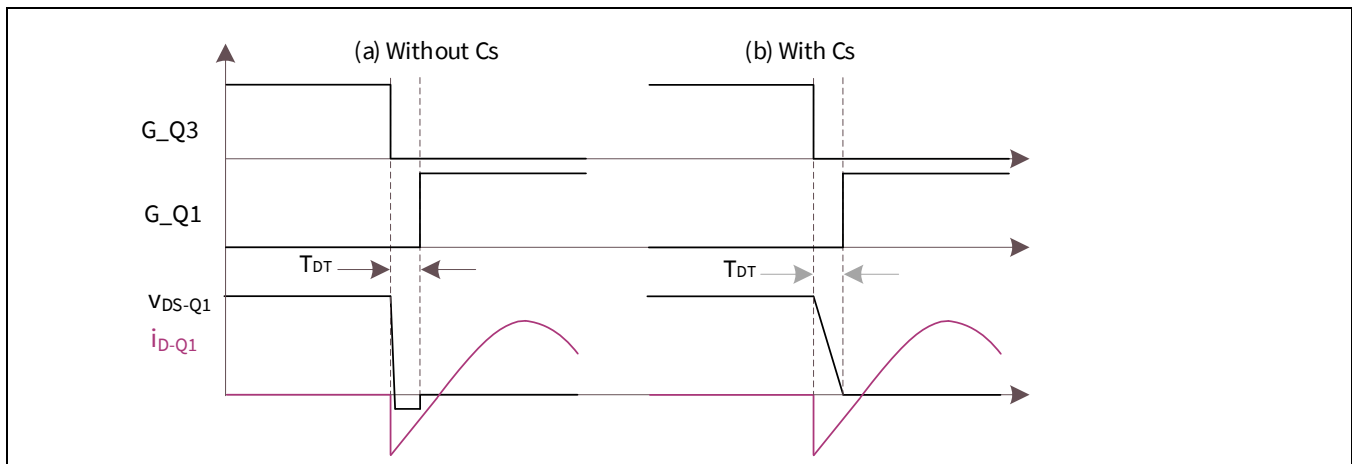 (a) Without Cs
(b) With Cs
G_Q3
G_Q1
TDT
TDT
vDS-Q1
iD-Q1